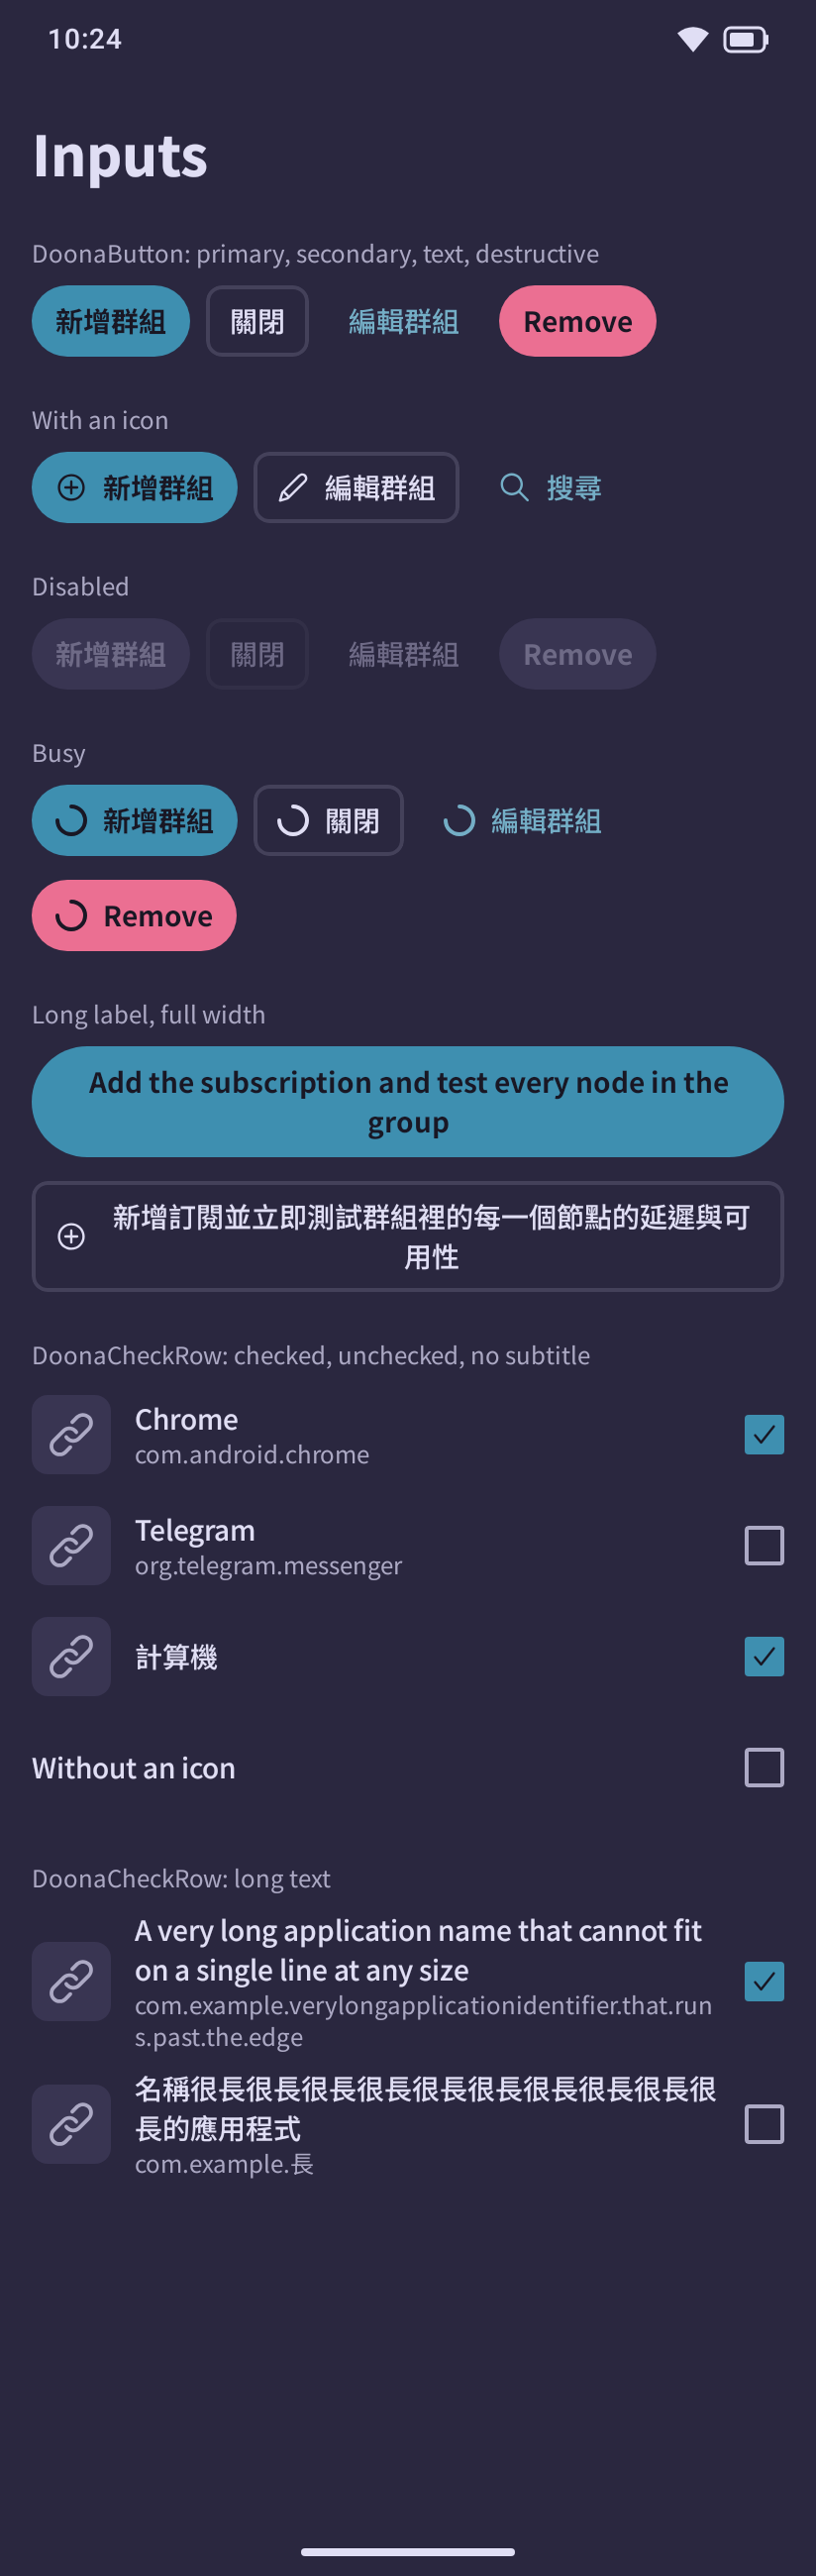 10:24
Inputs
DoonaButton: primary, secondary, text, destructive
新增群組 關閉 編輯群組 Remove
With an icon
新增群組 編輯群組 搜尋
Disabled
新增群組 關閉 編輯群組 Remove
Busy
新增群組 關閉 編輯群組
Remove
Long label, full width
Add the subscription and test every node in the
group
新增訂閱並立即測試群組裡的每一個節點的延遲與可
用性
DoonaCheckRow: checked, unchecked, no subtitle
Chrome
com.android.chrome
Telegram
org.telegram.messenger
計算機
Without an icon
DoonaCheckRow: long text
A very long application name that cannot fit
on a single line at any size
com.example.verylongapplicationidentifier.that.run
s.past.the.edge
名稱很長很長很長很長很長很長很長很長很長很
長的應用程式
com.example.長